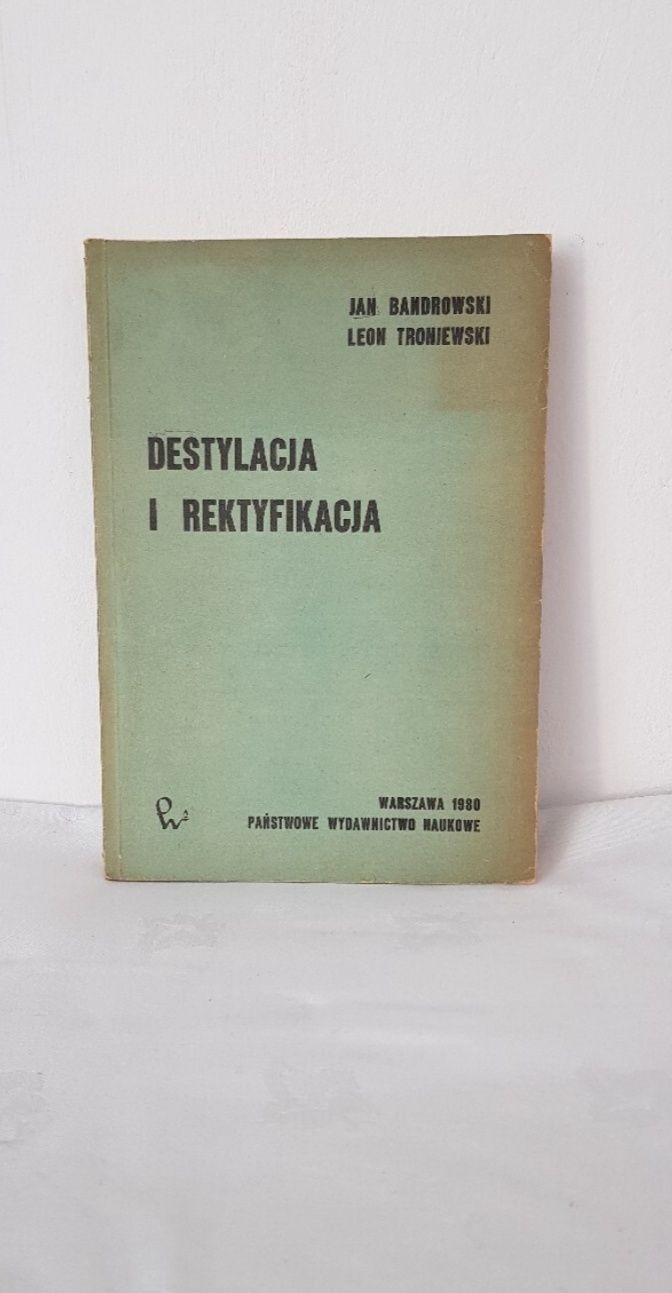 JAN BANDROWSKI
LEON TRONIEWSKI
DESTYLACJA
I REKTYFIKACJA
WARSZAWA 1980
PAŃSTWOWE WYDAWNICTWO NAUKOWE